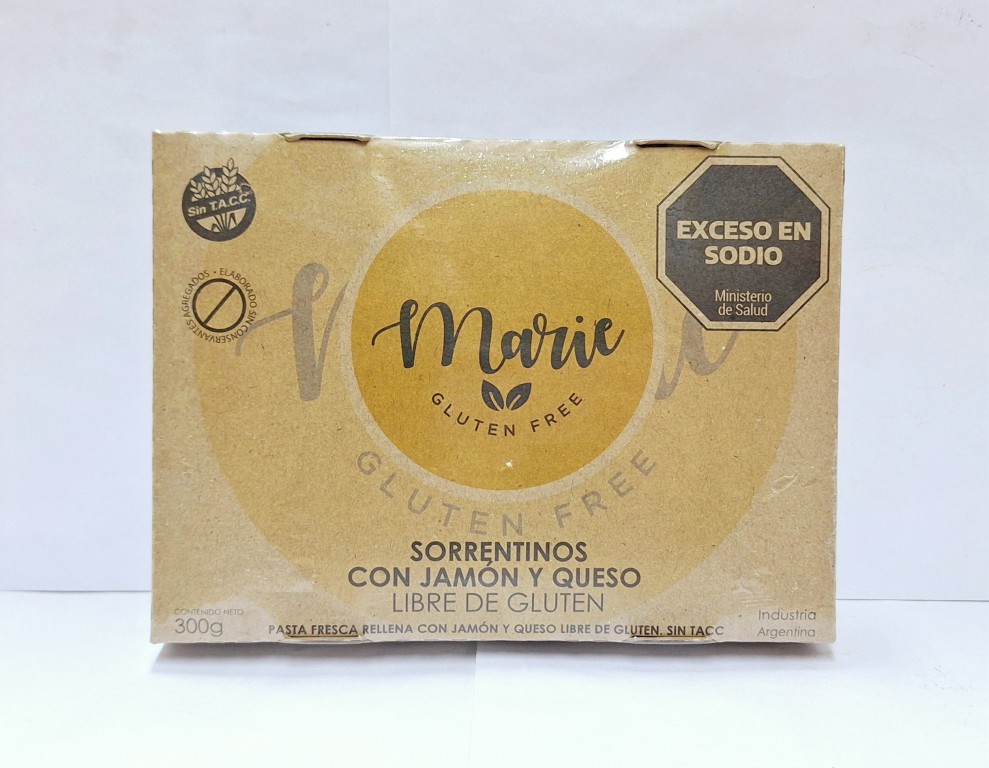 Sin T.A.C.C.
ELABORADO SIN CONSERVANTES AGREGADOS •
EXCESO EN
SODIO
Ministerio
de Salud
Marie
GLUTEN FREE
GLUTEN FREE
SORRENTINOS
CON JAMÓN Y QUESO
LIBRE DE GLUTEN
CONTENIDO NETO
300g
PASTA FRESCA RELLENA CON JAMÓN Y QUESO LIBRE DE GLUTEN. SIN TACC
Industria
Argentina